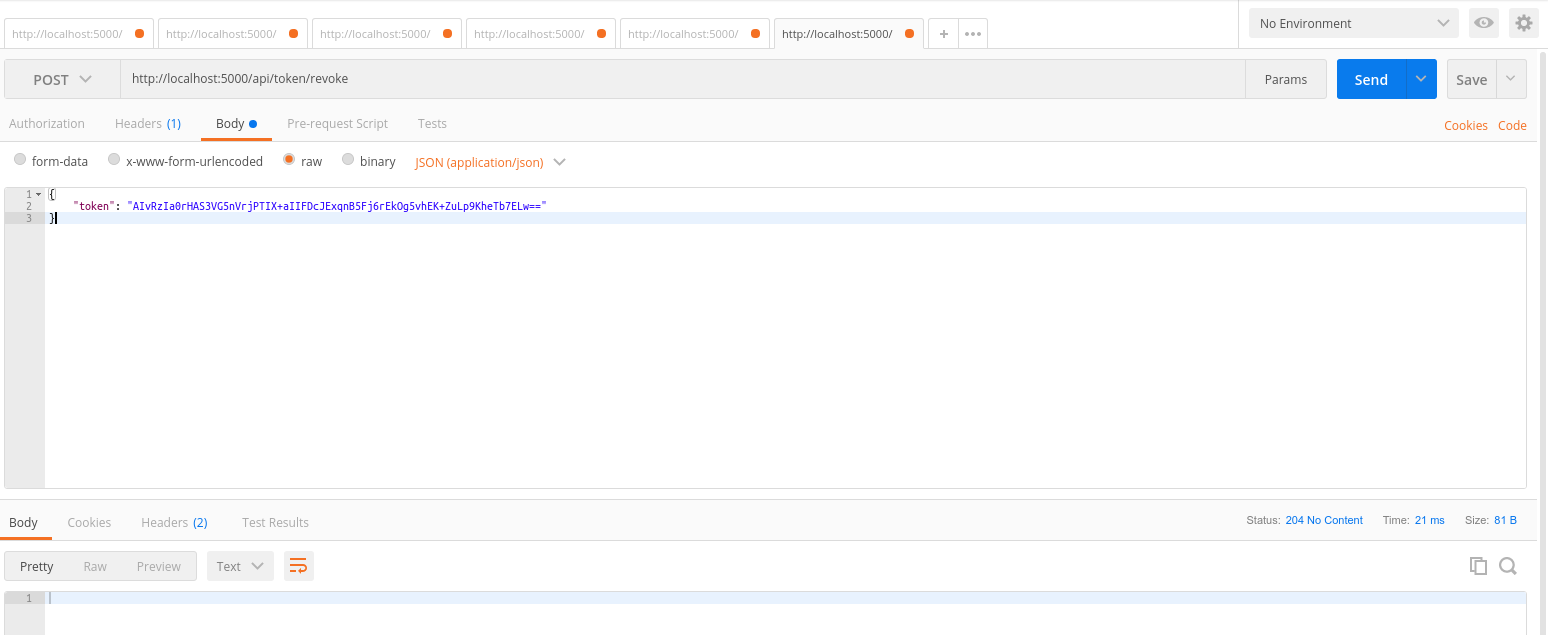 http://localhost:5000/ http://localhost:5000/ http://localhost:5000/ http://localhost:5000/ http://localhost:5000/ http://localhost:5000/ + ••• No Environment
POST http://localhost:5000/api/token/revoke Params Send Save
Authorization Headers (1) Body Pre-request Script Tests Cookies Code
form-data x-www-form-urlencoded raw binary JSON (application/json)
1 {
2 "token": "AIvRzIa0rHAS3VG5nVrjPTIX+aIIFDcJExqnB5Fj6rEkOg5vhEK+ZuLp9KheTb7ELw=="
3 }
Body Cookies Headers (2) Test Results Status: 204 No Content Time: 21 ms Size: 81 B
Pretty Raw Preview Text
1